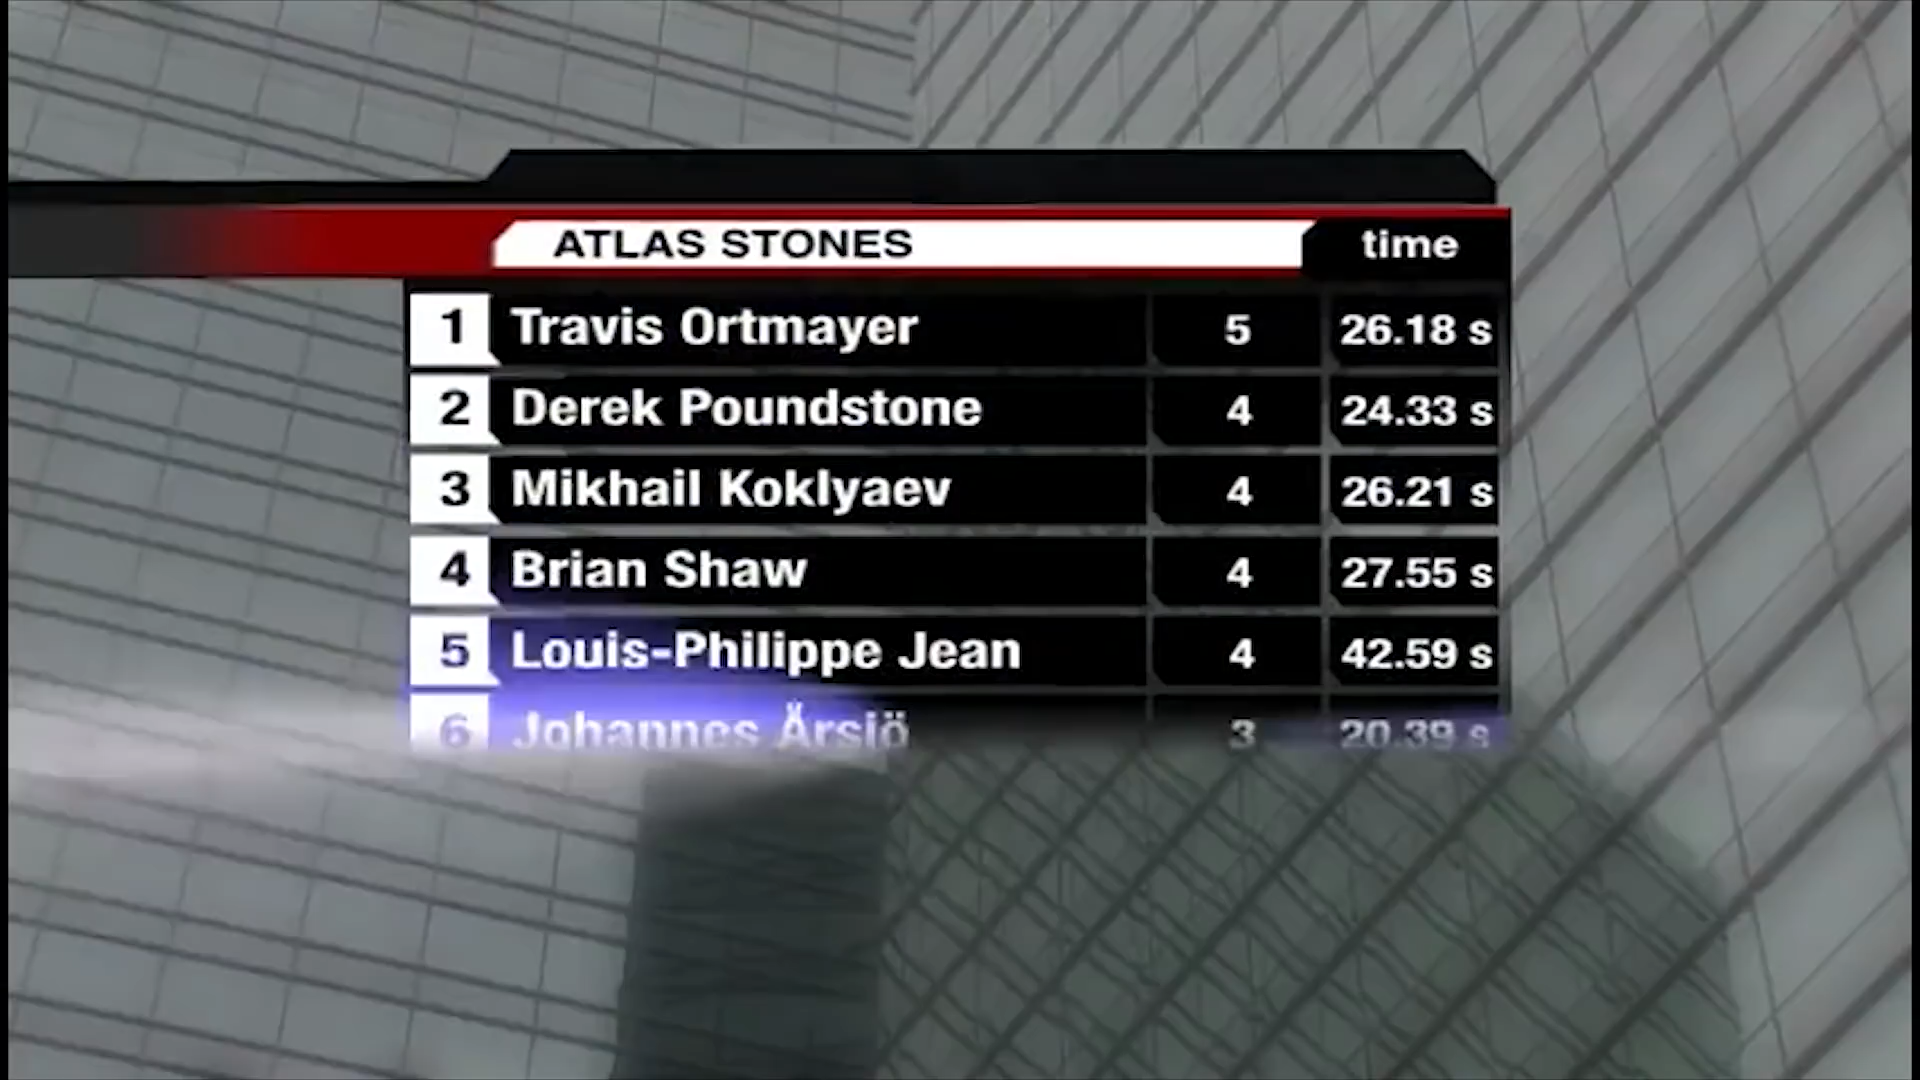 ATLAS STONES time
1 Travis Ortmayer 5 26.18 s
2 Derek Poundstone 4 24.33 s
3 Mikhail Koklyaev 4 26.21 s
4 Brian Shaw 4 27.55 s
5 Louis-Philippe Jean 4 42.59 s
6 Johannes Årsjö 3 20.39 s